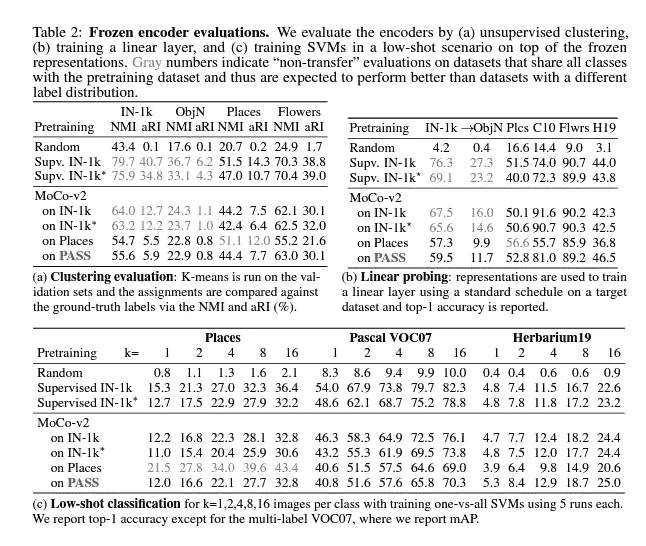 Table 2: Frozen encoder evaluations. We evaluate the encoders by (a) unsupervised clustering,
(b) training a linear layer, and (c) training SVMs in a low-shot scenario on top of the frozen
representations. Gray numbers indicate “non-transfer” evaluations on datasets that share all classes
with the pretraining dataset and thus are expected to perform better than datasets with a different
label distribution.
IN-1k ObjN Places Flowers
Pretraining NMI aRI NMI aRI NMI aRI NMI aRI
Random 43.4 0.1 17.6 0.1 20.7 0.2 24.9 1.7
Supv. IN-1k 79.7 40.7 36.7 6.2 51.5 14.3 70.3 38.8
Supv. IN-1k* 75.9 34.8 33.1 4.3 47.0 10.7 70.4 39.0
MoCo-v2
on IN-1k 64.0 12.7 24.3 1.1 44.2 7.5 62.1 30.1
on IN-1k* 63.2 12.2 23.7 1.0 42.4 6.4 62.5 32.0
on Places 54.7 5.5 22.8 0.8 51.1 12.0 55.2 21.6
on PASS 55.6 5.9 22.9 0.8 44.4 7.7 63.0 30.1
(a) Clustering evaluation: K-means is run on the val-
idation sets and the assignments are compared against
the ground-truth labels via the NMI and aRI (%).
Pretraining IN-1k →ObjN Plcs C10 Flwrs H19
Random 4.2 0.4 16.6 14.4 9.0 3.1
Supv. IN-1k 76.3 27.3 51.5 74.0 90.7 44.0
Supv. IN-1k* 69.1 23.2 40.0 72.3 89.9 43.8
MoCo-v2
on IN-1k 67.5 16.0 50.1 91.6 90.2 42.3
on IN-1k* 65.6 14.6 50.6 90.7 90.3 42.5
on Places 57.3 9.9 56.6 55.7 85.9 36.8
on PASS 59.5 11.7 52.8 81.0 89.2 46.5
(b) Linear probing: representations are used to train
a linear layer using a standard schedule on a target
dataset and top-1 accuracy is reported.
Places Pascal VOC07 Herbarium19
Pretraining k= 1 2 4 8 16 1 2 4 8 16 1 2 4 8 16
Random 0.8 1.1 1.3 1.6 2.1 8.3 8.6 9.4 9.9 10.0 0.4 0.4 0.6 0.6 0.9
Supervised IN-1k 15.3 21.3 27.0 32.3 36.4 54.0 67.9 73.8 79.7 82.3 4.8 7.4 11.5 16.7 22.6
Supervised IN-1k* 12.7 17.5 22.9 27.9 32.2 48.6 62.1 68.7 75.2 78.8 4.8 7.8 11.8 17.2 23.2
MoCo-v2
on IN-1k 12.2 16.8 22.3 28.1 32.8 46.3 58.3 64.9 72.5 76.1 4.7 7.7 12.4 18.2 24.4
on IN-1k* 11.0 15.4 20.4 25.9 30.6 43.2 55.3 61.9 69.5 73.8 4.8 7.5 12.0 17.7 24.4
on Places 21.5 27.8 34.0 39.6 43.4 40.6 51.5 57.5 64.6 69.0 3.9 6.4 9.8 14.9 20.6
on PASS 12.0 16.6 22.1 27.7 32.8 40.8 51.6 57.6 65.8 70.3 5.3 8.4 12.9 18.7 25.0
(c) Low-shot classification for k=1,2,4,8,16 images per class with training one-vs-all SVMs using 5 runs each.
We report top-1 accuracy except for the multi-label VOC07, where we report mAP.